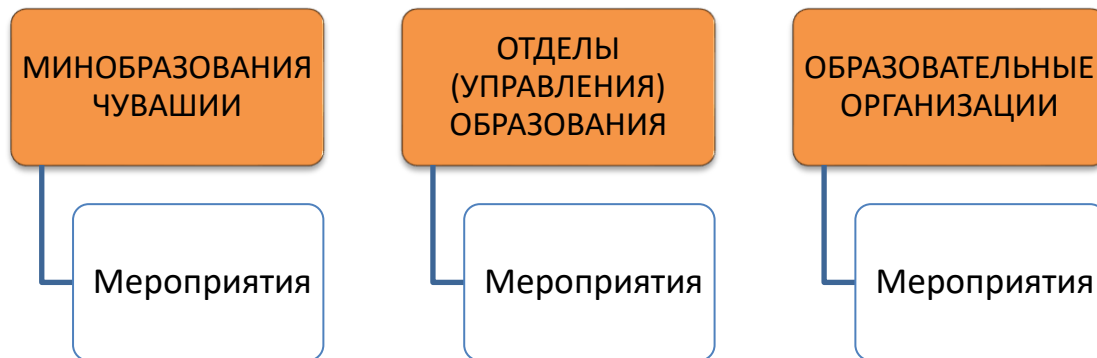 МИНОБРАЗОВАНИЯ
ЧУВАШИИ
ОТДЕЛЫ
(УПРАВЛЕНИЯ)
ОБРАЗОВАНИЯ
ОБРАЗОВАТЕЛЬНЫЕ
ОРГАНИЗАЦИИ
Мероприятия
Мероприятия
Мероприятия